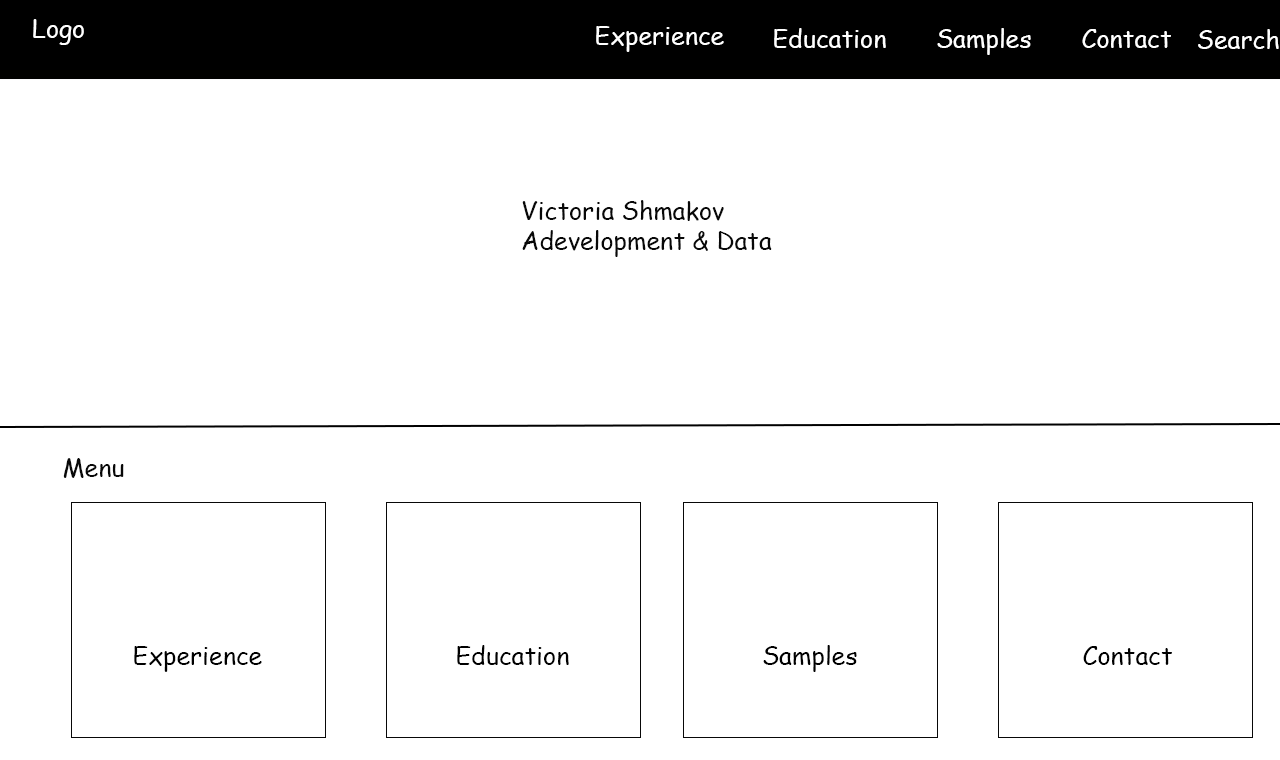 Logo
Experience Education Samples Contact Search
Victoria Shmakov
Adevelopment & Data
Menu
Experience Education Samples Contact